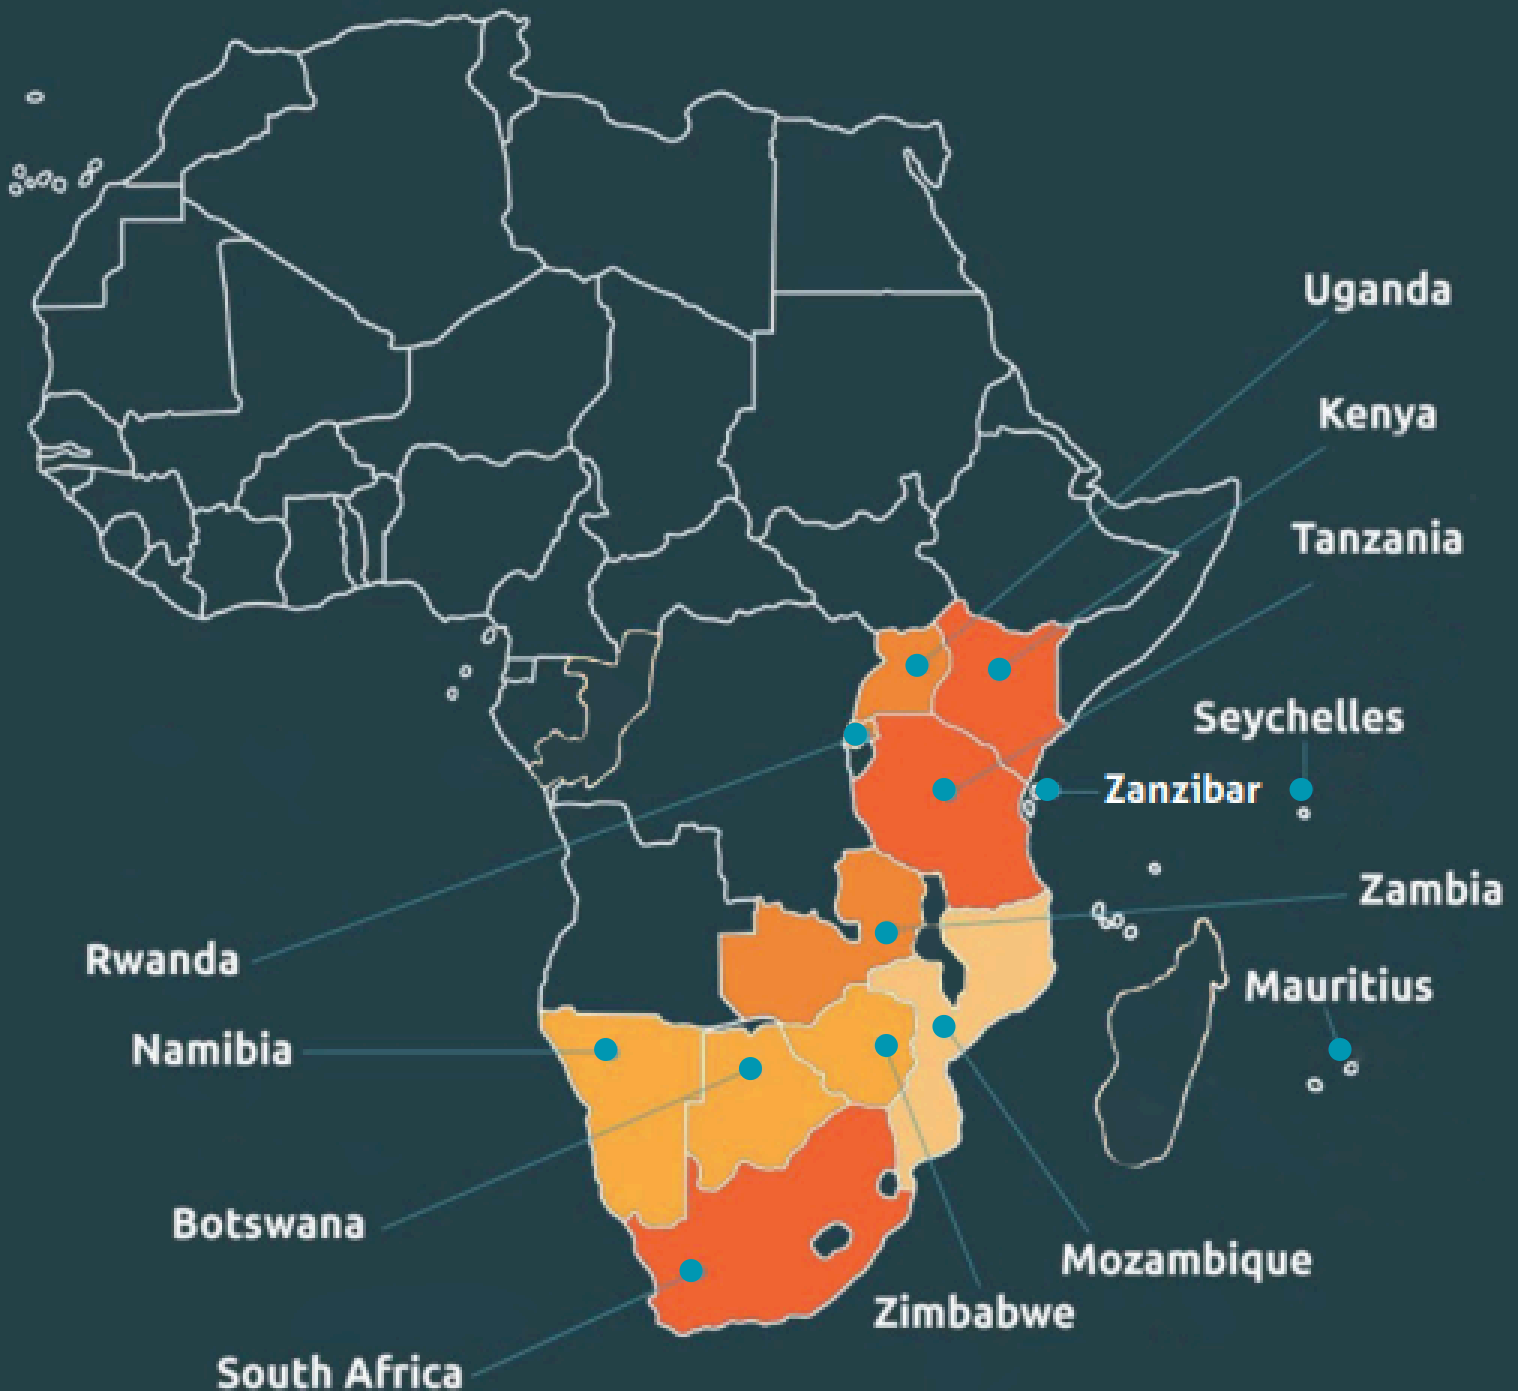 Uganda
Kenya
Tanzania
Seychelles
Zanzibar
Zambia
Rwanda
Mauritius
Namibia
Botswana
Mozambique
Zimbabwe
South Africa